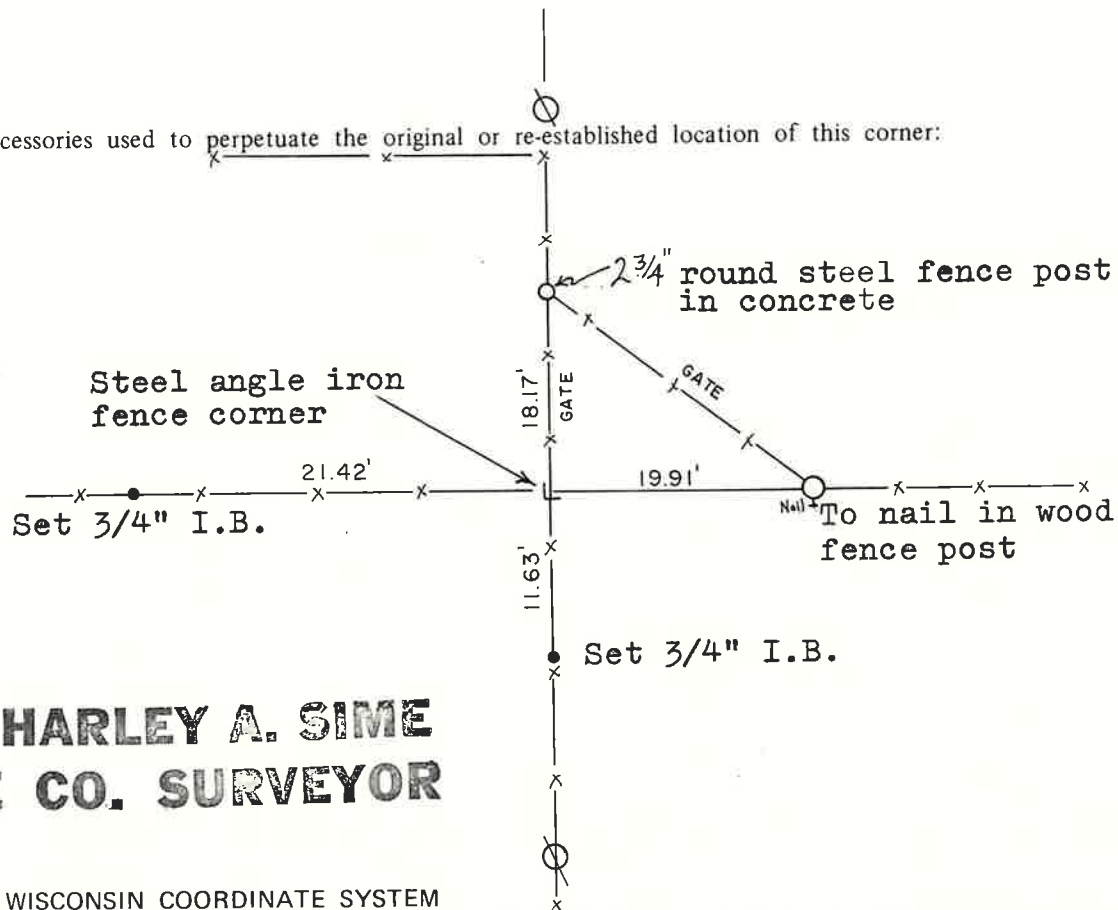 cessories used to perpetuate the original or re-established location of this corner:
2 3/4" round steel fence post
in concrete
Steel angle iron
fence corner
18.17'
GATE
GATE
21.42'
19.91'
Set 3/4" I.B.
Nail
To nail in wood
fence post
11.63'
Set 3/4" I.B.
HARLEY A. SIME
CO. SURVEYOR
WISCONSIN COORDINATE SYSTEM